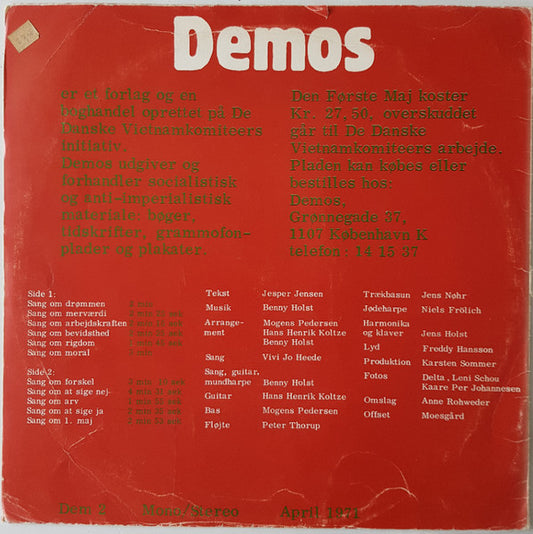 Demos
er et forlag og en
boghandel oprettet på De
Danske Vietnamkomiteers
initiativ.
Demos udgiver og
forhandler socialistisk
og anti-imperialistisk
materiale: bøger,
tidskrifter, grammofon-
plader og plakater.
Den Første Maj koster
Kr. 27,50, overskuddet
går til De Danske
Vietnamkomiteers arbejde.
Pladen kan købes eller
bestilles hos:
Demos,
Grønnegade 37,
1107 København K
telefon: 14 15 37
Side 1:
Sang om drømmen
Sang om merværdi
Sang om arbejdskraften
Sang om bevidsthed
Sang om rigdom
Sang om moral
Side 2:
Sang om forskel
Sang om at sige nej-
Sang om arv
Sang om at sige ja
Sang om 1. maj
Tekst Jesper Jensen
Musik Benny Holst
Arrange- Mogens Pedersen
ment Hans Henrik Koltze
Benny Holst
Sang Vivi Jo Heede
Sang, guitar,
mundharpe Benny Holst
Guitar Hans Henrik Koltze
Bas Mogens Pedersen
Fløjte Peter Thorup
Trækbasun Jens Nøhr
Jødeharpe Niels Frölich
Harmonika
og klaver Jens Holst
Lyd Freddy Hansson
Produktion Karsten Sommer
Fotos Delta, Leni Schou
Kaare Per Johannesen
Omslag Anne Rohweder
Offset Moesgård
Dem 2 Mono/Stereo April 1971